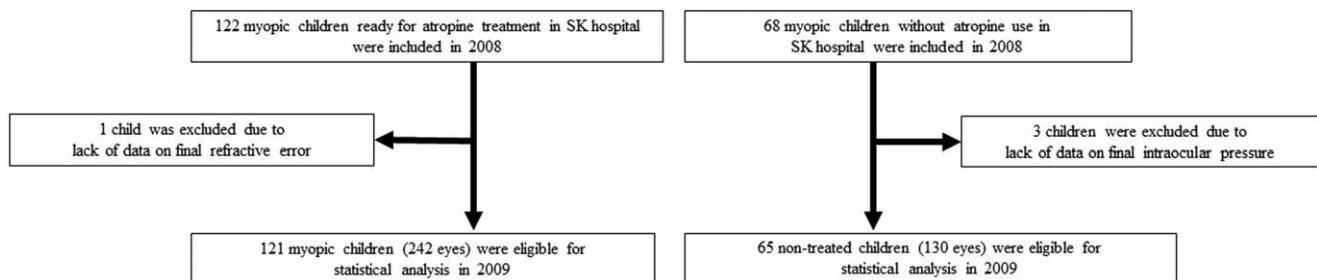 122 myopic children ready for atropine treatment in SK hospital
were included in 2008
68 myopic children without atropine use in
SK hospital were included in 2008
1 child was excluded due to
lack of data on final refractive error
3 children were excluded due to
lack of data on final intraocular pressure
121 myopic children (242 eyes) were eligible for
statistical analysis in 2009
65 non-treated children (130 eyes) were eligible for
statistical analysis in 2009